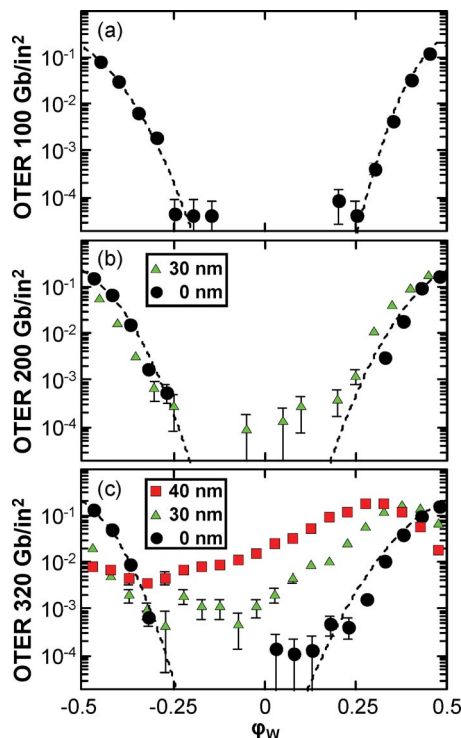 (a)
OTER 100 Gb/in²
10⁻¹
10⁻²
10⁻³
10⁻⁴
(b)
OTER 200 Gb/in²
30 nm
0 nm
10⁻¹
10⁻²
10⁻³
10⁻⁴
(c)
OTER 320 Gb/in²
40 nm
30 nm
0 nm
10⁻¹
10⁻²
10⁻³
10⁻⁴
-0.5 -0.25 0 0.25 0.5
φ_W